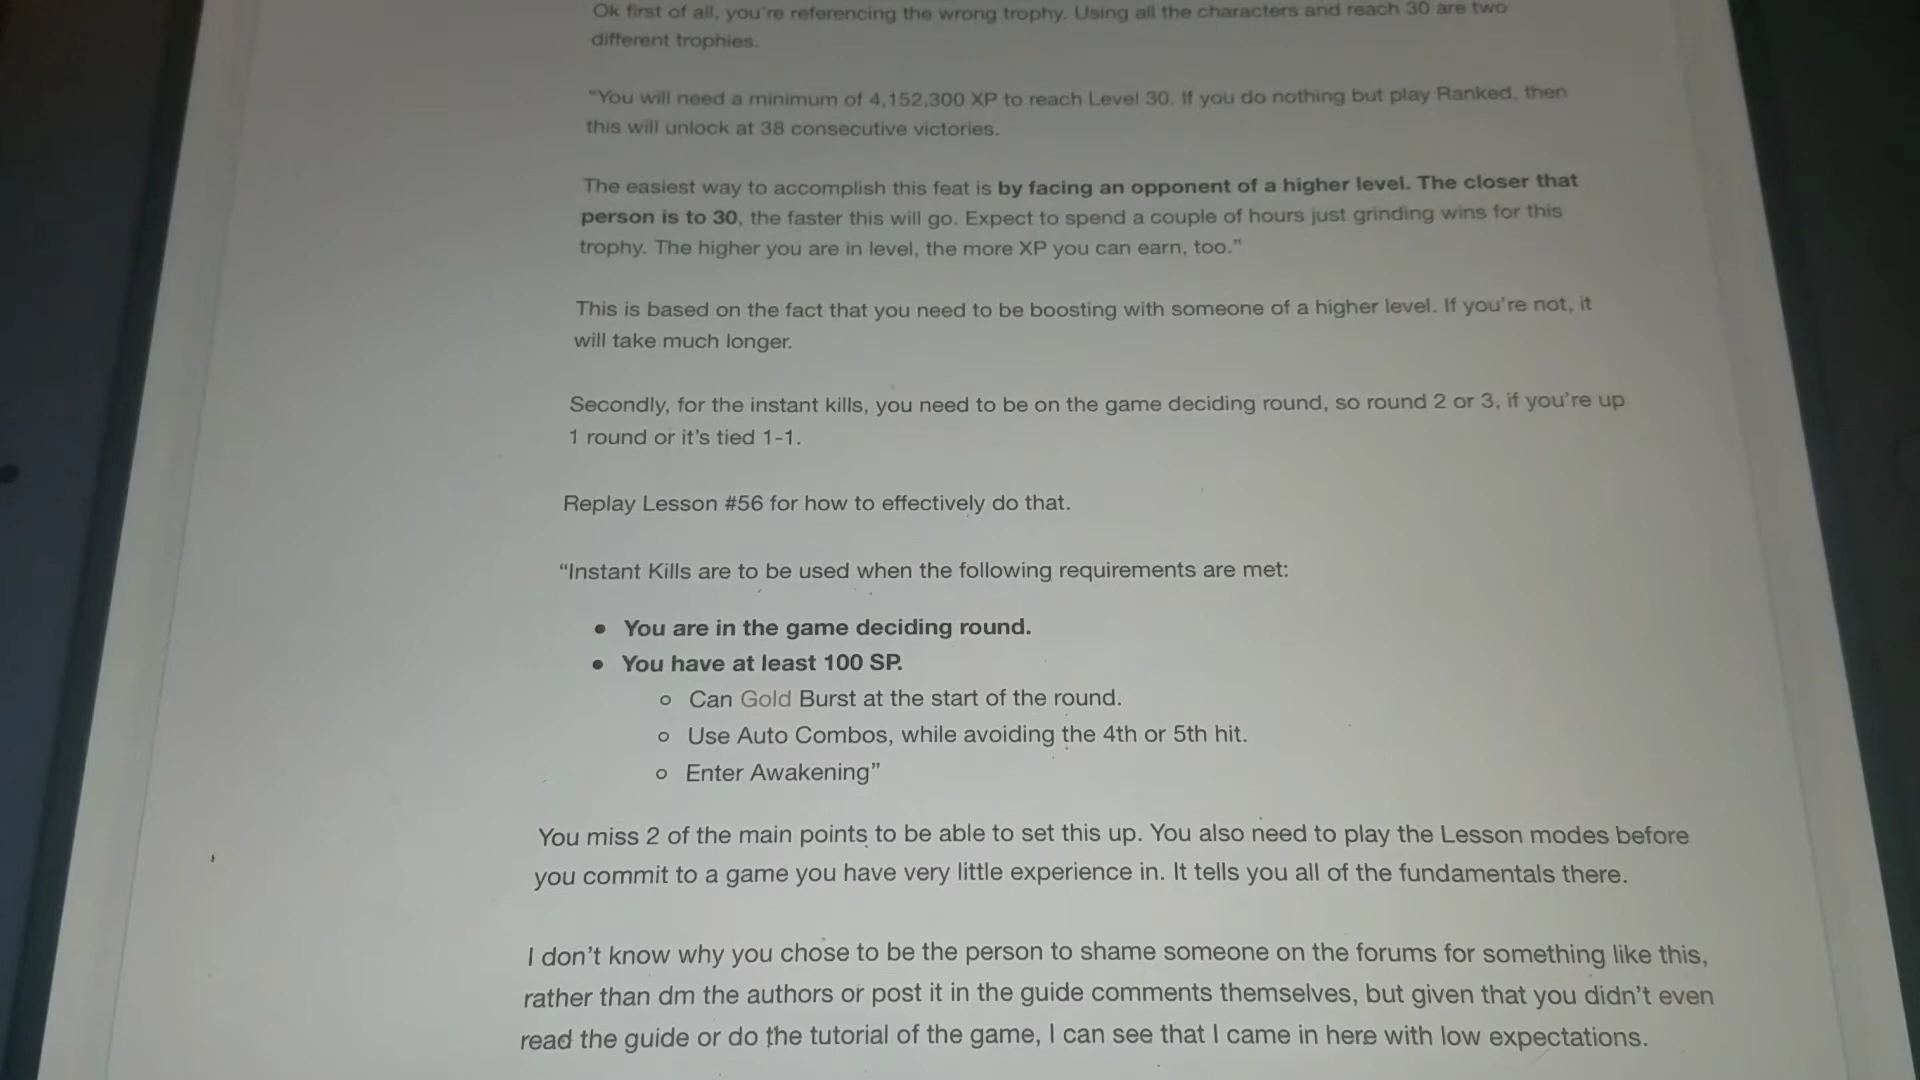 Ok first of all, you're referencing the wrong trophy. Using all the characters and reach 30 are two
different trophies.
"You will need a minimum of 4,152,300 XP to reach Level 30. If you do nothing but play Ranked, then
this will unlock at 38 consecutive victories.
The easiest way to accomplish this feat is by facing an opponent of a higher level. The closer that
person is to 30, the faster this will go. Expect to spend a couple of hours just grinding wins for this
trophy. The higher you are in level, the more XP you can earn, too."
This is based on the fact that you need to be boosting with someone of a higher level. If you're not, it
will take much longer.
Secondly, for the instant kills, you need to be on the game deciding round, so round 2 or 3, if you're up
1 round or it's tied 1-1.
Replay Lesson #56 for how to effectively do that.
“Instant Kills are to be used when the following requirements are met:
• You are in the game deciding round.
• You have at least 100 SP.
○ Can Gold Burst at the start of the round.
○ Use Auto Combos, while avoiding the 4th or 5th hit.
○ Enter Awakening”
You miss 2 of the main points to be able to set this up. You also need to play the Lesson modes before
you commit to a game you have very little experience in. It tells you all of the fundamentals there.
I don't know why you chose to be the person to shame someone on the forums for something like this,
rather than dm the authors or post it in the guide comments themselves, but given that you didn't even
read the guide or do the tutorial of the game, I can see that I came in here with low expectations.